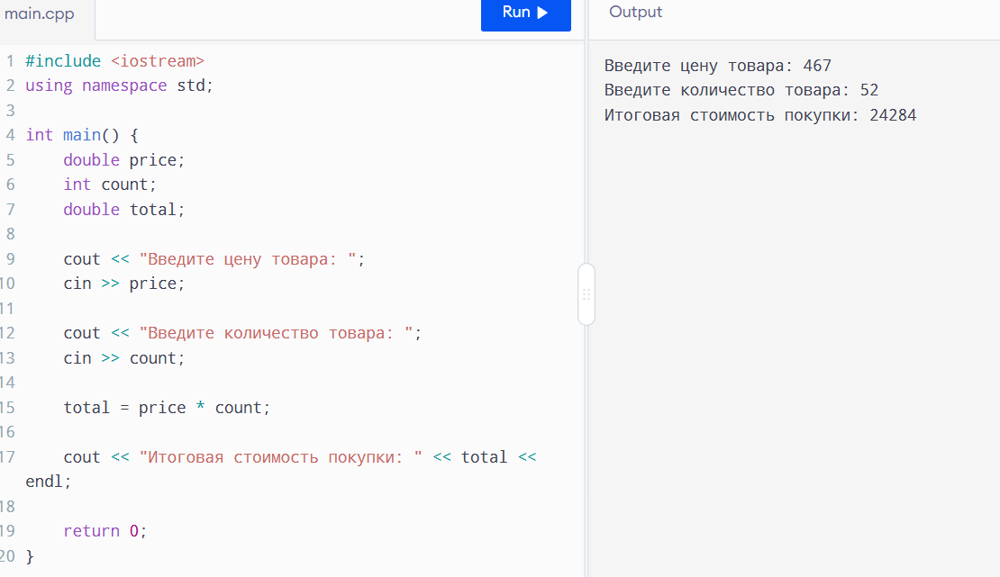 main.cpp
Run
Output
1 #include <iostream>
2 using namespace std;
3
4 int main() {
5     double price;
6     int count;
7     double total;
8
9     cout << "Введите цену товара: ";
10     cin >> price;
11
12     cout << "Введите количество товара: ";
13     cin >> count;
14
15     total = price * count;
16
17     cout << "Итоговая стоимость покупки: " << total <<
endl;
18
19     return 0;
20 }
Введите цену товара: 467
Введите количество товара: 52
Итоговая стоимость покупки: 24284